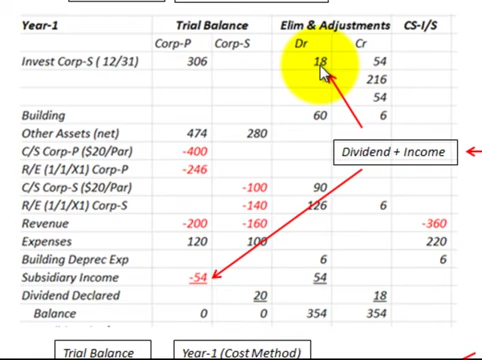 Year-1 Trial Balance Elim & Adjustments CS-I/S
Corp-P Corp-S Dr Cr
Invest Corp-S ( 12/31) 306 18 54
216
54
Building 60 6
Other Assets (net) 474 280
C/S Corp-P ($20/Par) -400
Dividend + Income
R/E (1/1/X1) Corp-P -246
C/S Corp-S ($20/Par) -100 90
R/E (1/1/X1) Corp-S -140 126 6
Revenue -200 -160 -360
Expenses 120 100 220
Building Deprec Exp 6 6
Subsidiary Income -54 54
Dividend Declared 20 18
Balance 0 0 354 354
Trial Balance Year-1 (Cost Method)